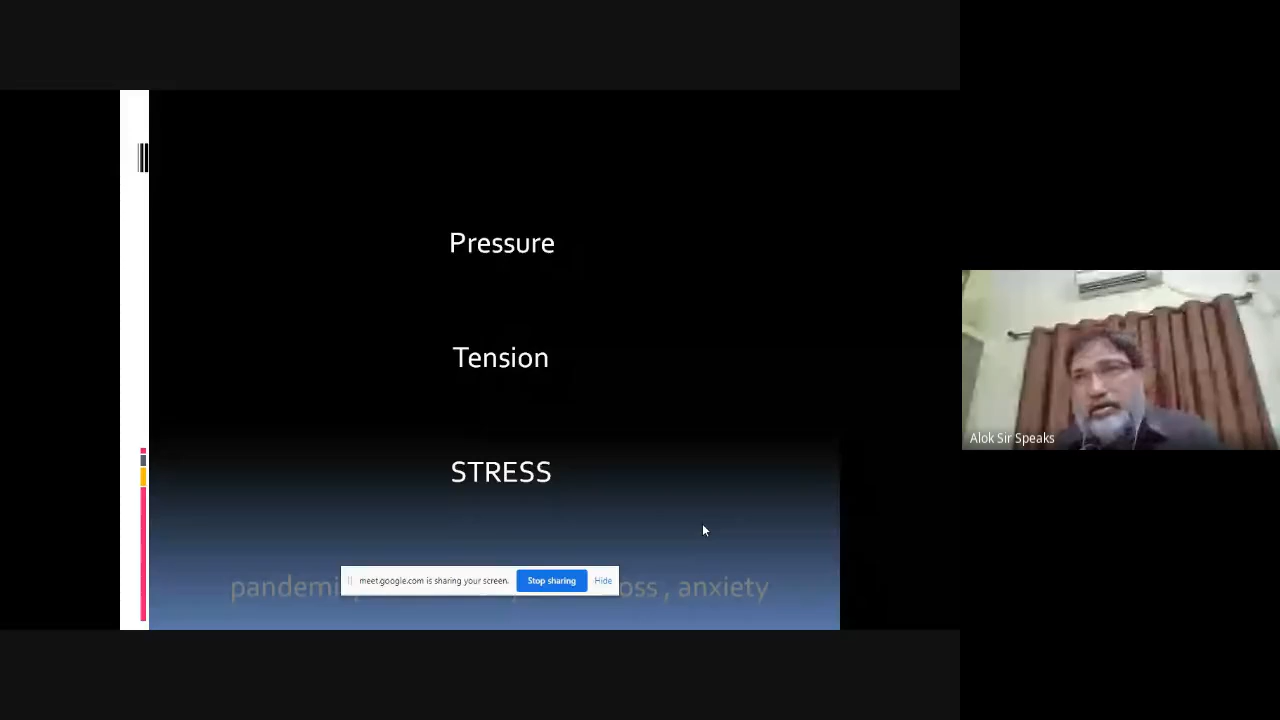 Pressure
Tension
STRESS
meet.google.com is sharing your screen.
Stop sharing
Hide
, anxiety
Alok Sir Speaks